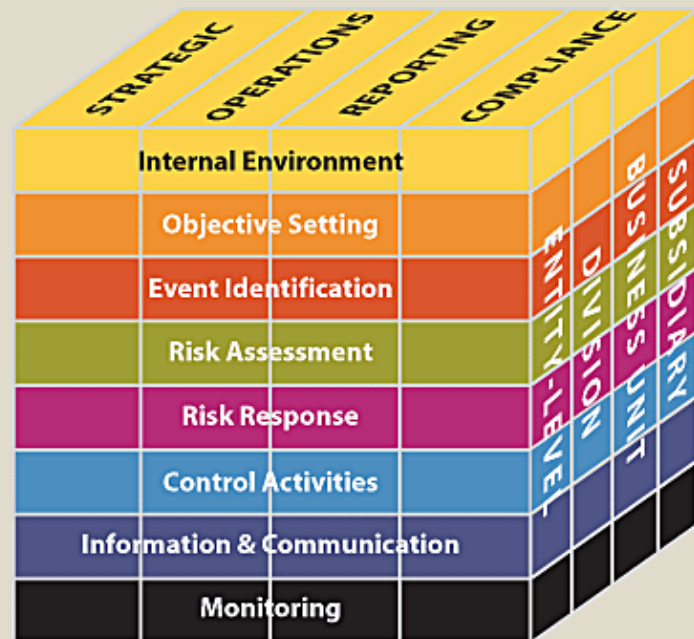 STRATEGIC
OPERATIONS
REPORTING
COMPLIANCE
Internal Environment
Objective Setting
Event Identification
Risk Assessment
Risk Response
Control Activities
Information & Communication
Monitoring
ENTITY-LEVEL
DIVISION
BUSINESS UNIT
SUBSIDIARY